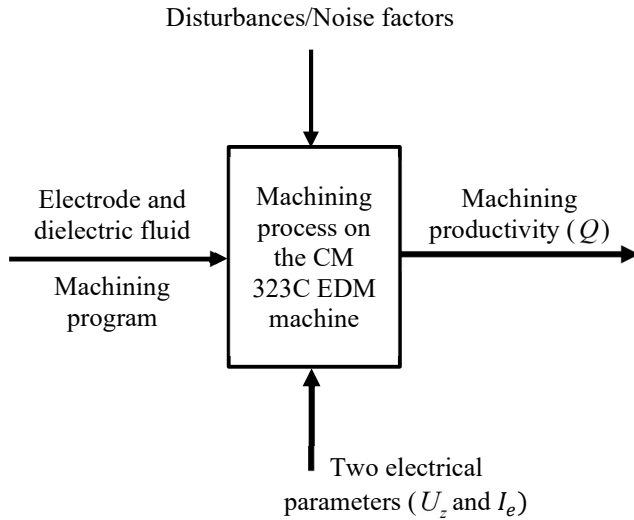 Disturbances/Noise factors
Electrode and
dielectric fluid
Machining
program
Machining
process on
the CM
323C EDM
machine
Machining
productivity (Q)
Two electrical
parameters (U_z and I_e)